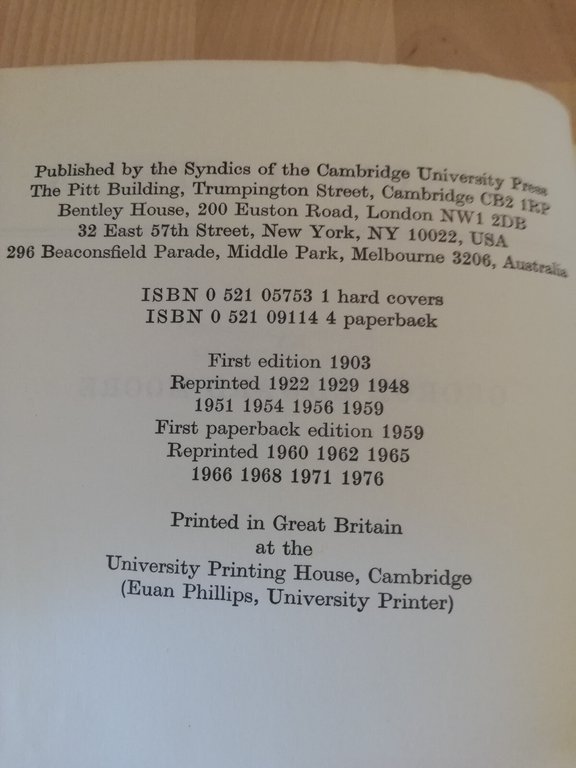 Published by the Syndics of the Cambridge University Press
The Pitt Building, Trumpington Street, Cambridge CB2 1RP
Bentley House, 200 Euston Road, London NW1 2DB
32 East 57th Street, New York, NY 10022, USA
296 Beaconsfield Parade, Middle Park, Melbourne 3206, Australia
ISBN 0 521 05753 1 hard covers
ISBN 0 521 09114 4 paperback
First edition 1903
Reprinted 1922 1929 1948
1951 1954 1956 1959
First paperback edition 1959
Reprinted 1960 1962 1965
1966 1968 1971 1976
Printed in Great Britain
at the
University Printing House, Cambridge
(Euan Phillips, University Printer)